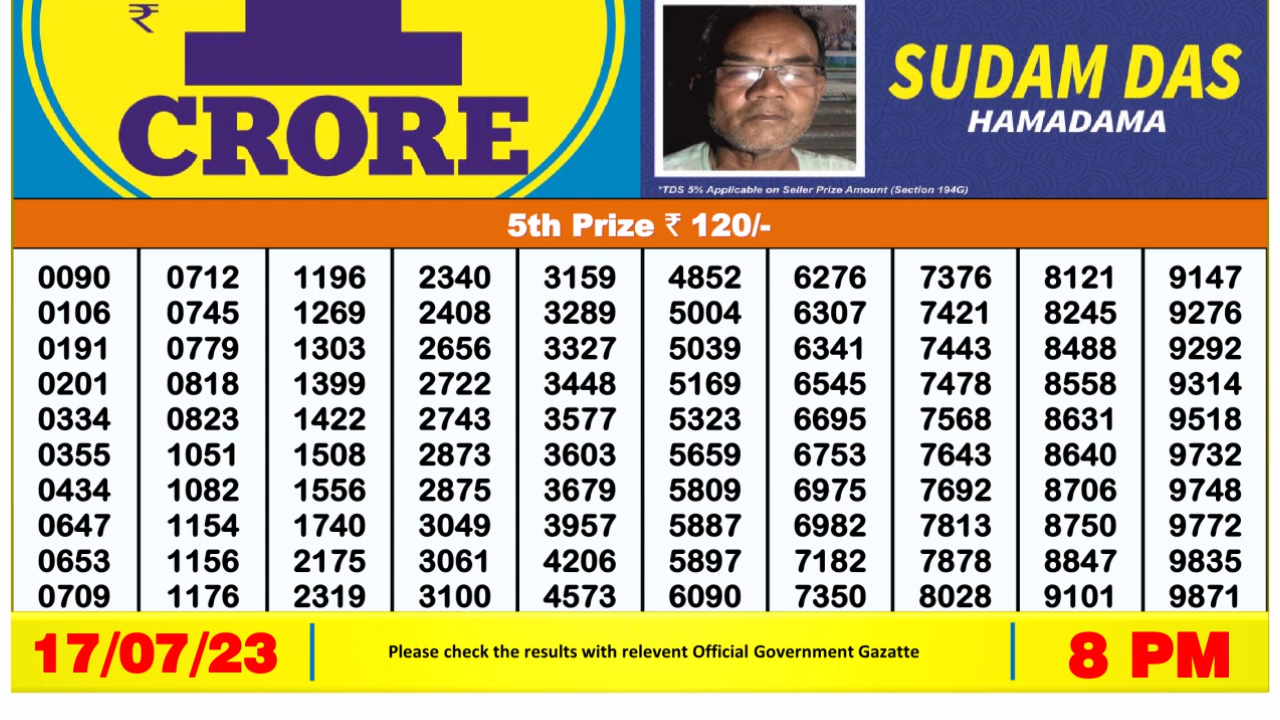 ₹
1
CRORE
SUDAM DAS
HAMADAMA
*TDS 5% Applicable on Seller Prize Amount (Section 194G)
5th Prize ₹ 120/-
0090 0712 1196 2340 3159 4852 6276 7376 8121 9147
0106 0745 1269 2408 3289 5004 6307 7421 8245 9276
0191 0779 1303 2656 3327 5039 6341 7443 8488 9292
0201 0818 1399 2722 3448 5169 6545 7478 8558 9314
0334 0823 1422 2743 3577 5323 6695 7568 8631 9518
0355 1051 1508 2873 3603 5659 6753 7643 8640 9732
0434 1082 1556 2875 3679 5809 6975 7692 8706 9748
0647 1154 1740 3049 3957 5887 6982 7813 8750 9772
0653 1156 2175 3061 4206 5897 7182 7878 8847 9835
0709 1176 2319 3100 4573 6090 7350 8028 9101 9871
17/07/23
Please check the results with relevent Official Government Gazatte
8 PM